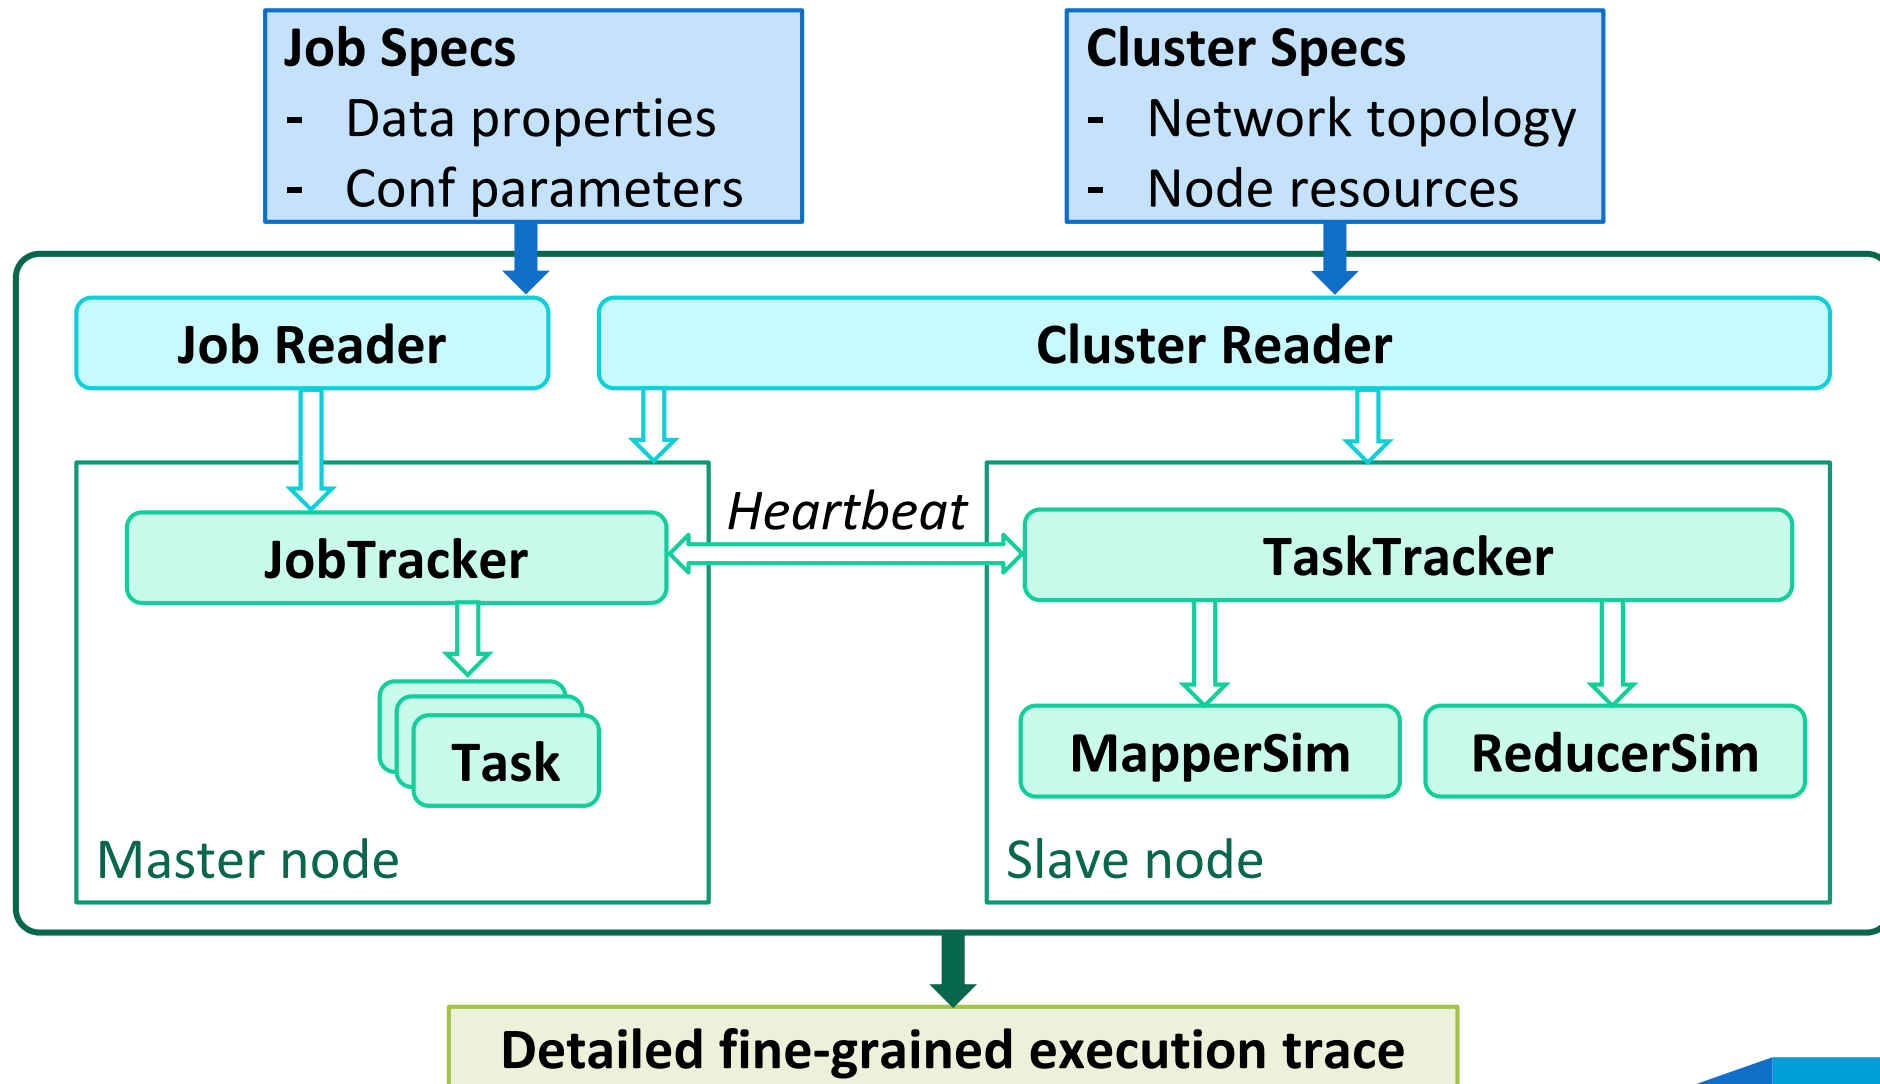 Job Specs
- Data properties
- Conf parameters
Cluster Specs
- Network topology
- Node resources
Job Reader
Cluster Reader
Heartbeat
JobTracker
TaskTracker
Task
MapperSim
ReducerSim
Master node
Slave node
Detailed fine-grained execution trace